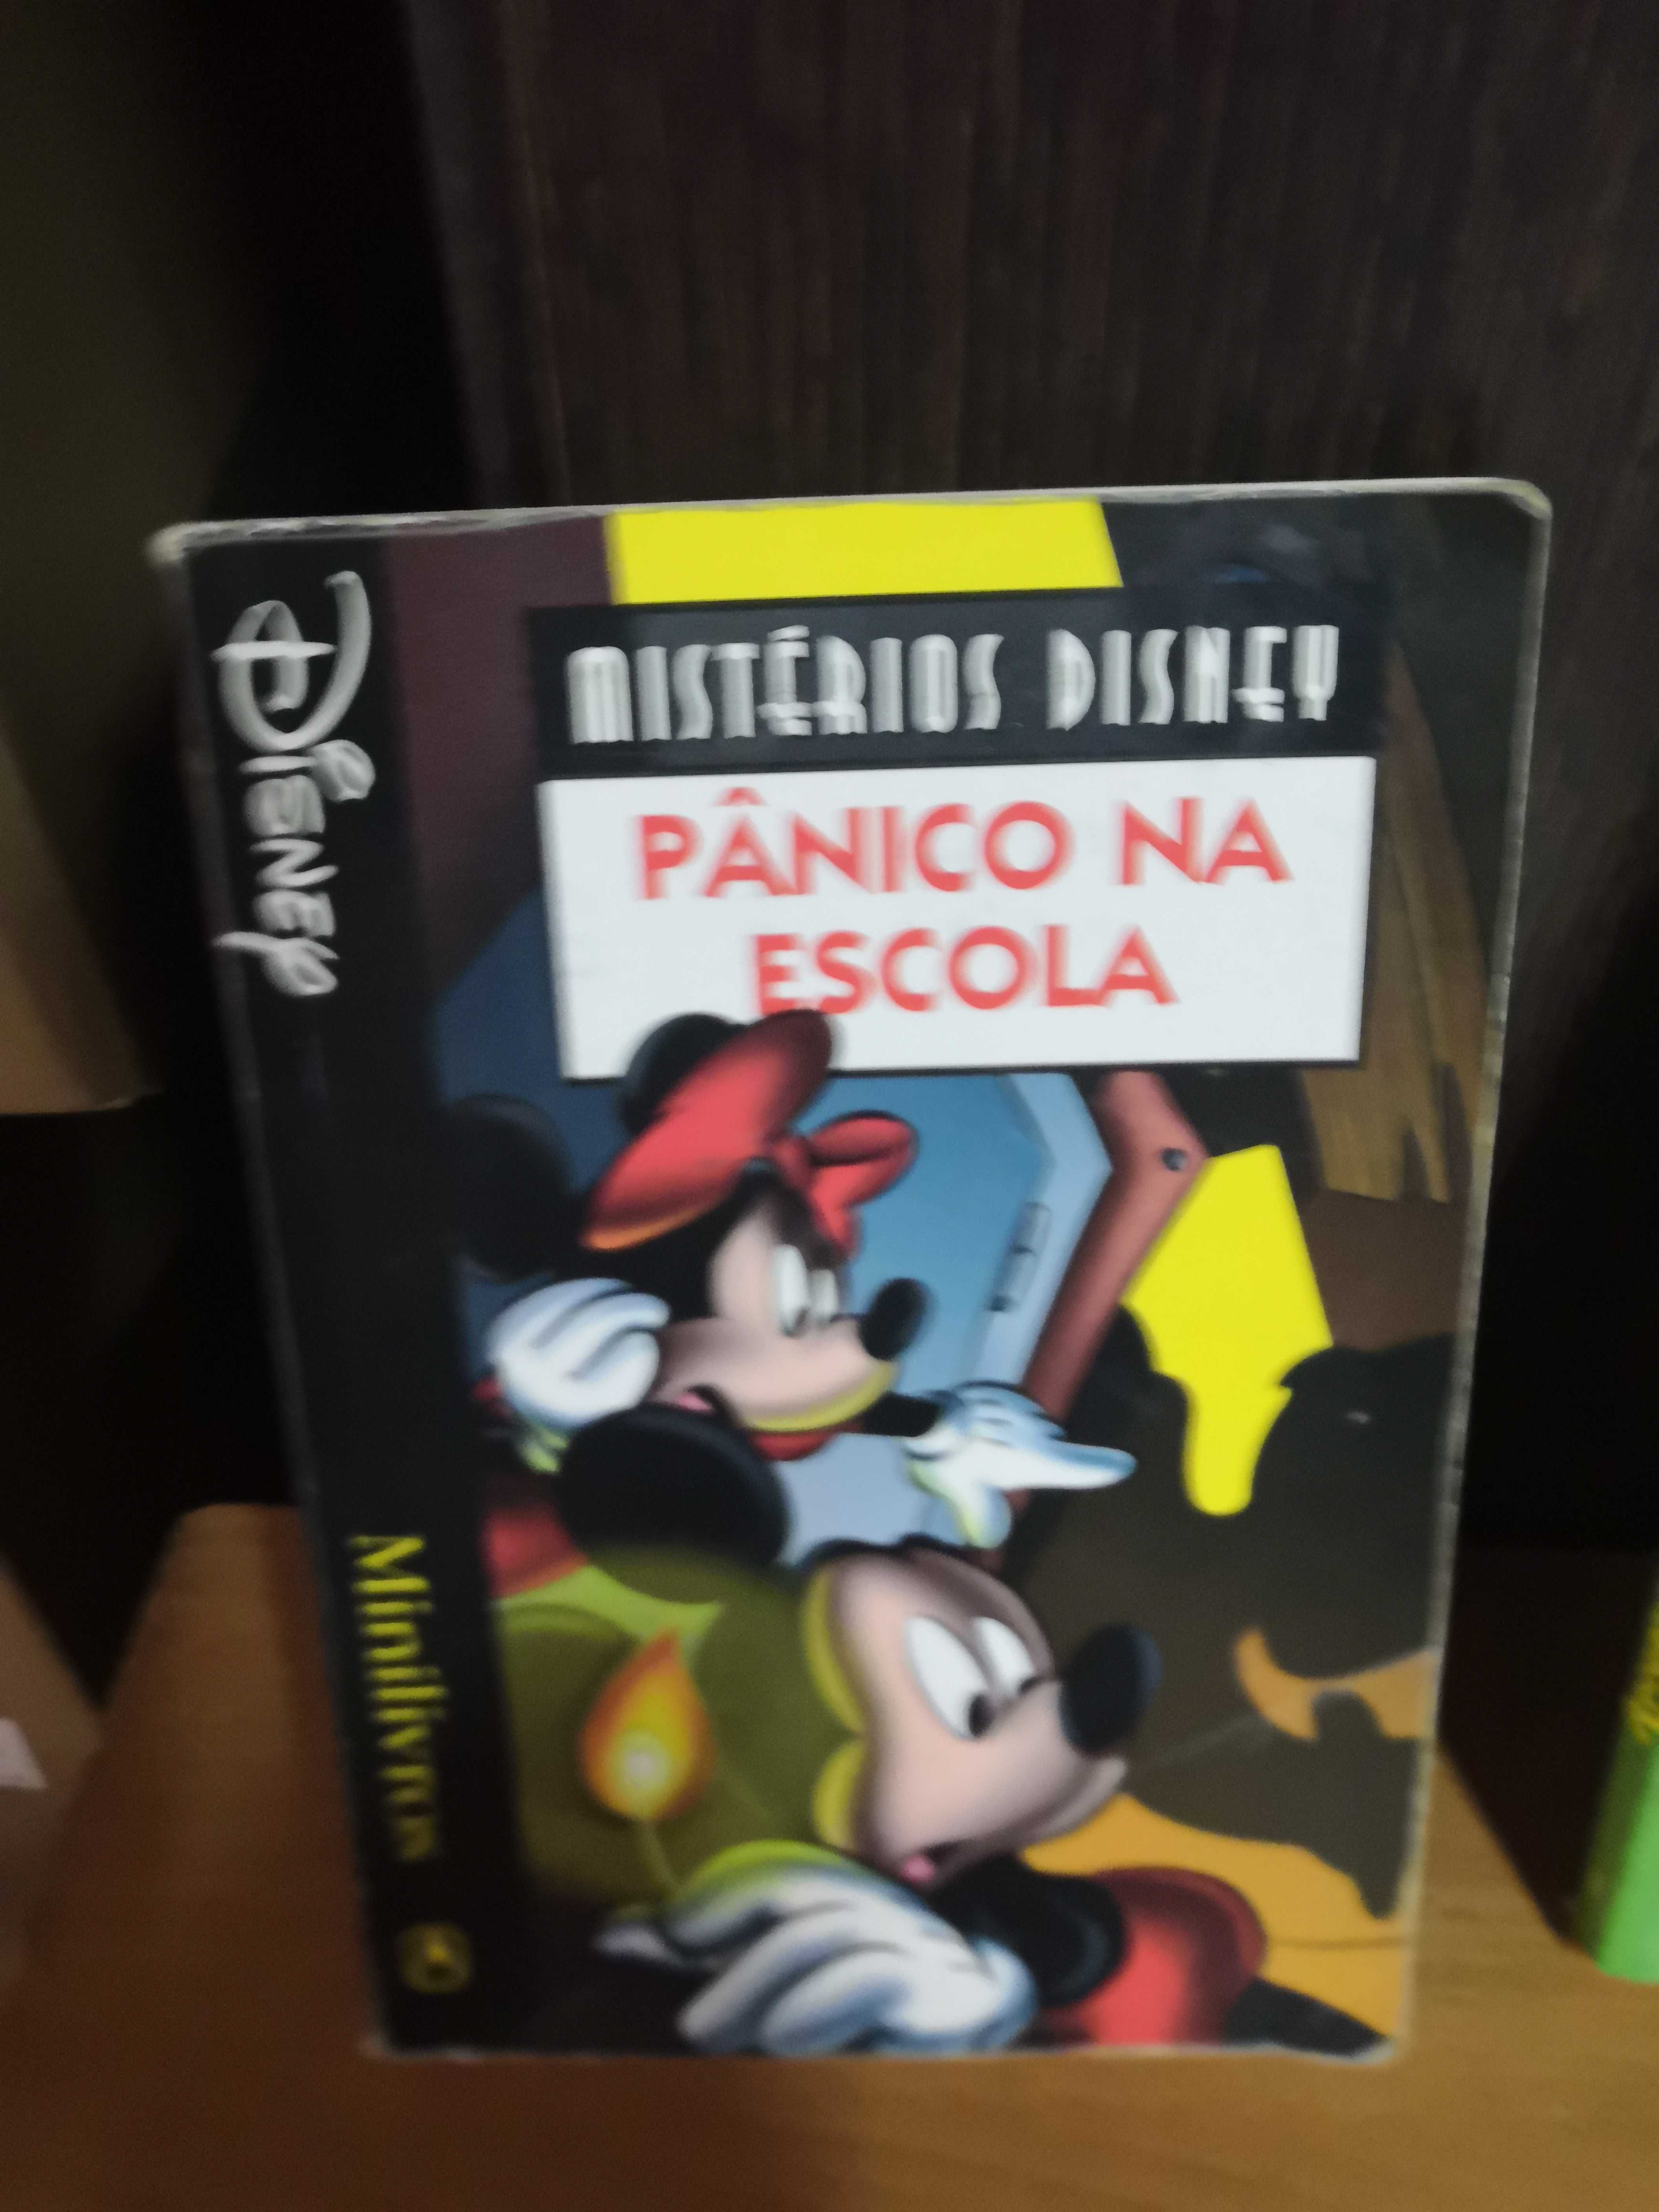 MISTÉRIOS DISNEY
PÂNICO NA
ESCOLA
Disney
Minilivros